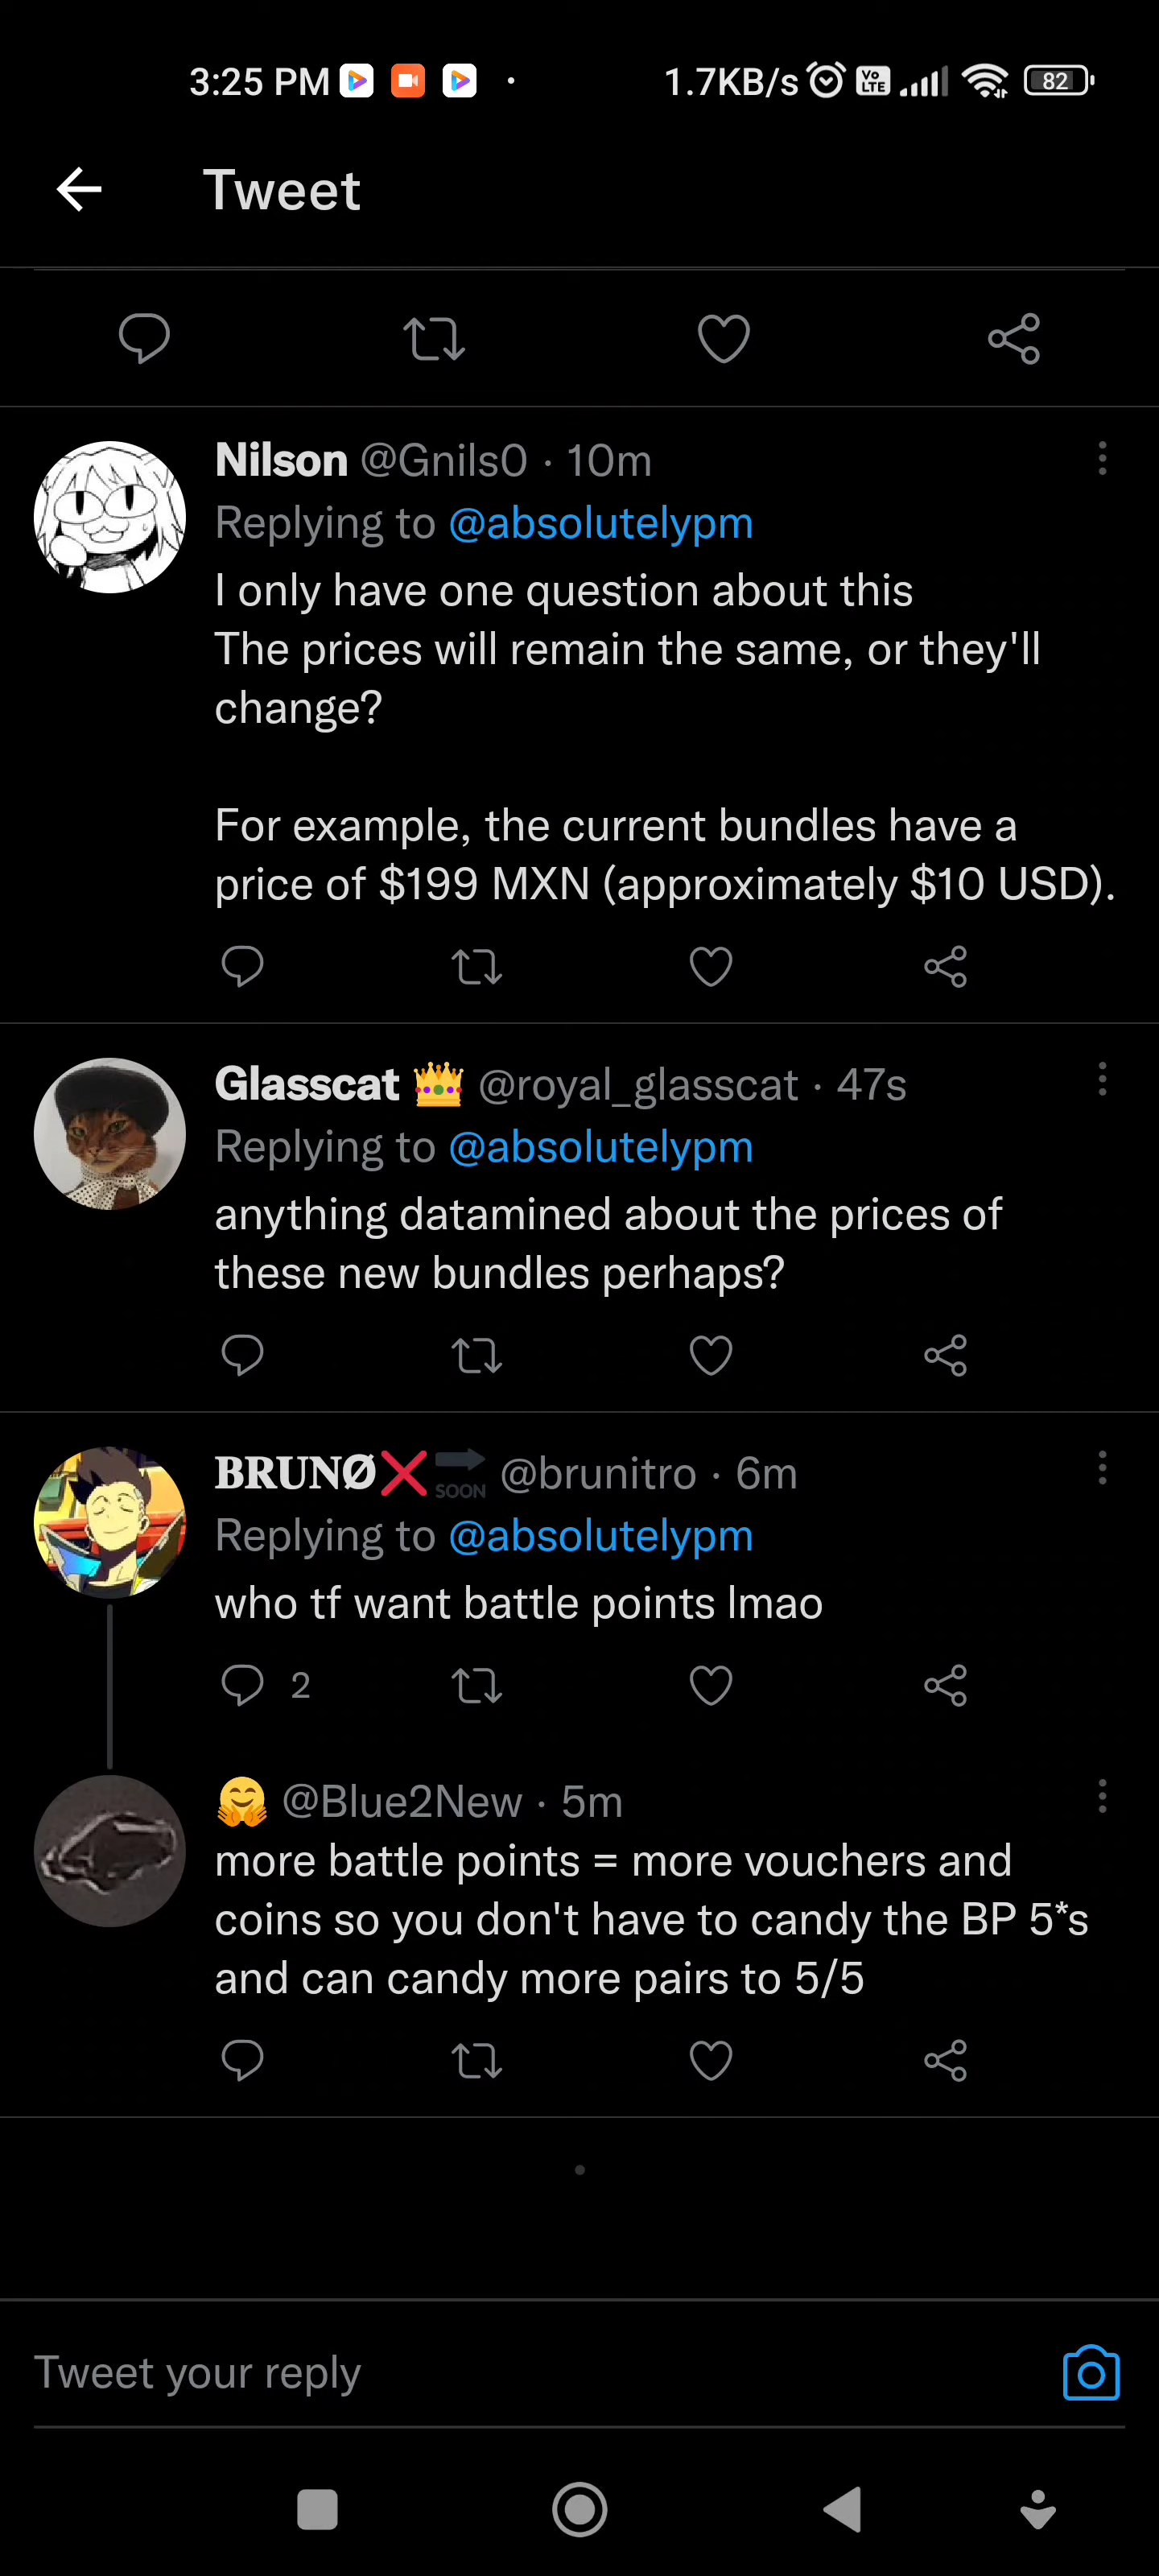 3:25 PM 1.7KB/s Vo LTE 82
Tweet
Nilson @Gnils0 · 10m
Replying to @absolutelypm
I only have one question about this
The prices will remain the same, or they'll
change?
For example, the current bundles have a
price of $199 MXN (approximately $10 USD).
Glasscat 👑 @royal_glasscat · 47s
Replying to @absolutelypm
anything datamined about the prices of
these new bundles perhaps?
BRUNØ❌🔜 @brunitro · 6m
Replying to @absolutelypm
who tf want battle points lmao
2
🤗 @Blue2New · 5m
more battle points = more vouchers and
coins so you don't have to candy the BP 5*s
and can candy more pairs to 5/5
Tweet your reply